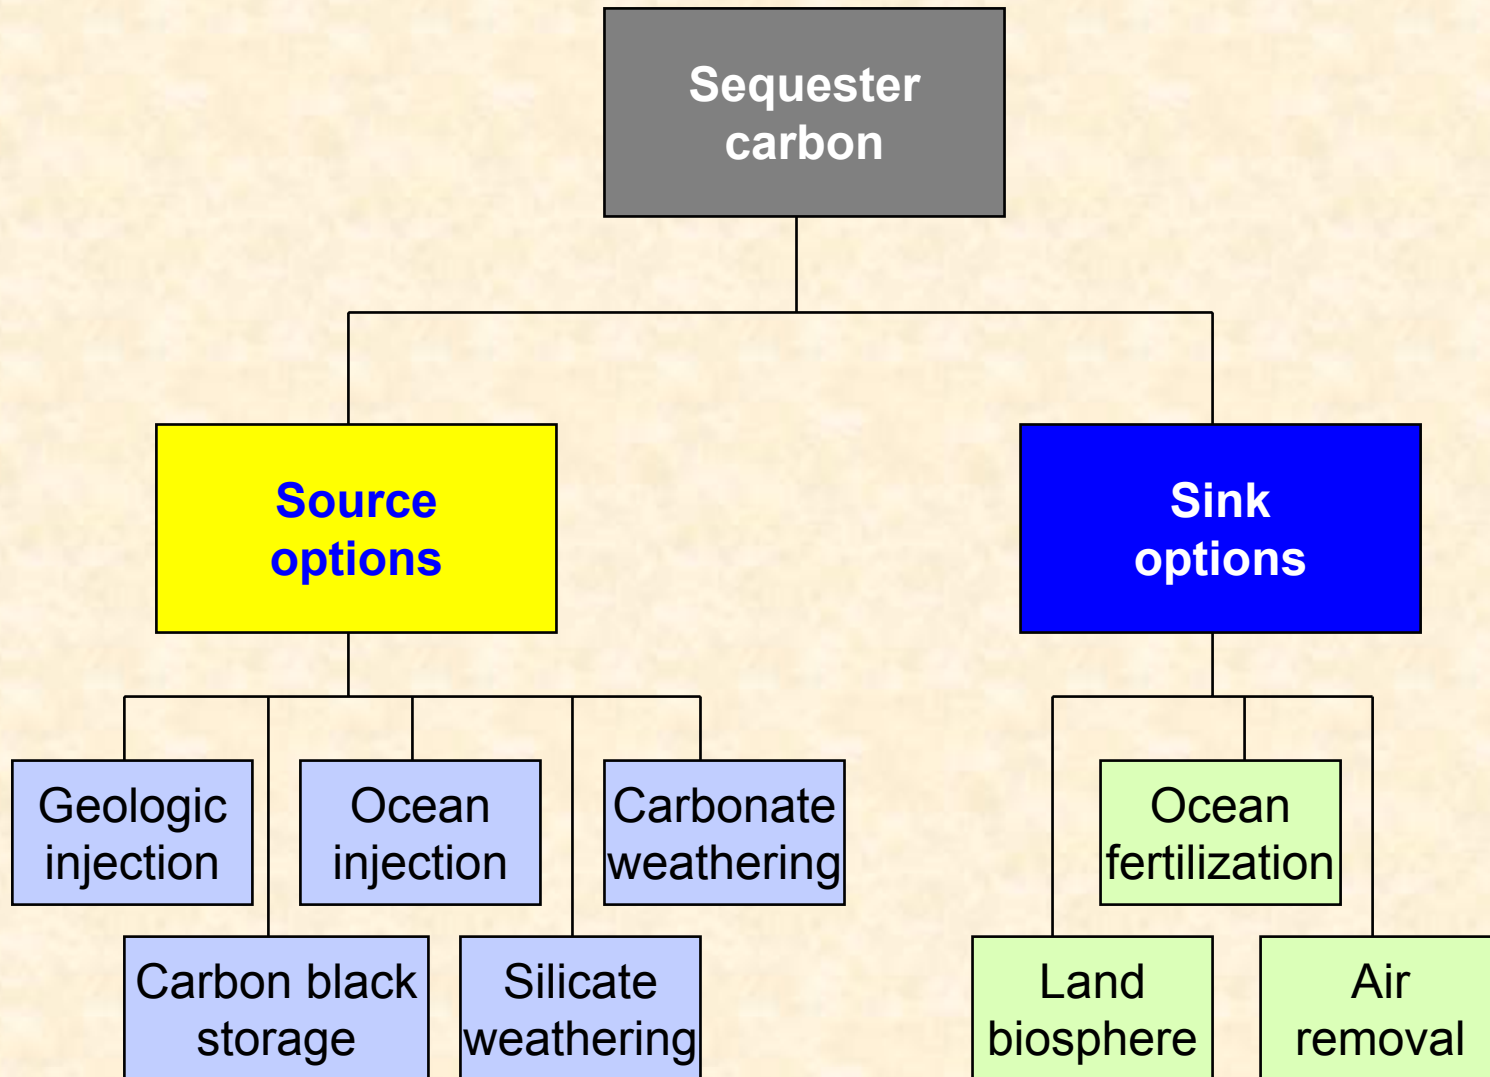 Sequester
carbon
Source
options
Sink
options
Geologic
injection
Ocean
injection
Carbonate
weathering
Ocean
fertilization
Carbon black
storage
Silicate
weathering
Land
biosphere
Air
removal